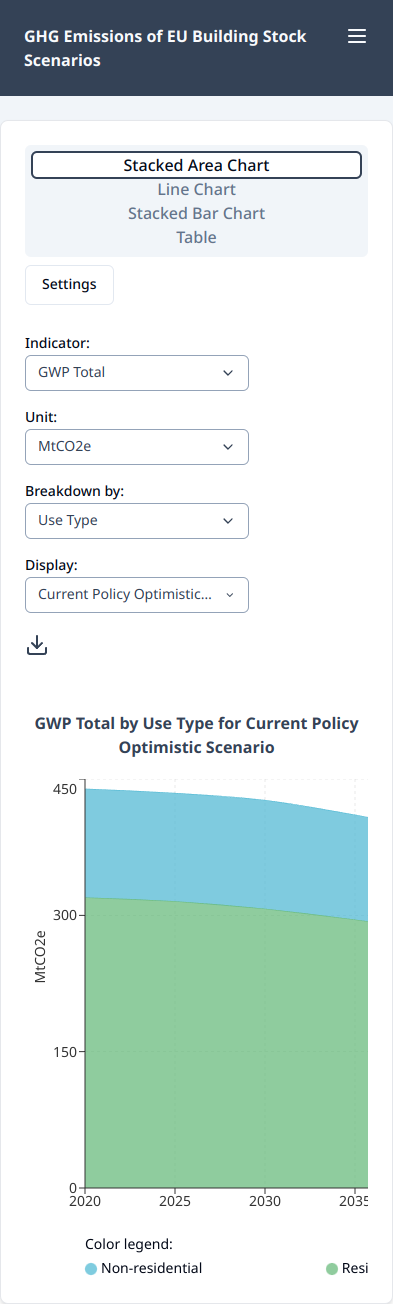 GHG Emissions of EU Building Stock
Scenarios
Stacked Area Chart
Line Chart
Stacked Bar Chart
Table
Settings
Indicator:
GWP Total
Unit:
MtCO2e
Breakdown by:
Use Type
Display:
Current Policy Optimistic...
GWP Total by Use Type for Current Policy
Optimistic Scenario
450
300
150
0
MtCO2e
2020 2025 2030 2035
Color legend:
Non-residential Resi